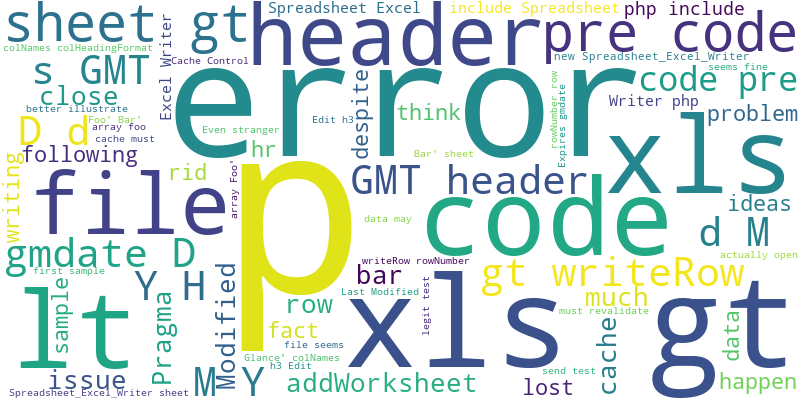 sheet gt
header
Spreadsheet Excel
include Spreadsheet
php include
pre code
colNames colHeadingFormat
s GMT
Excel Writer
Cache Control
error
new Spreadsheet_Excel_Writer
seems fine
close
better illustrate
Foo' Bar'
D d
array foo
cache must
Even stranger
Edit h3
despite
think
rowNumber row
Expires gmdate
code pre
Writer php
problem
xls
following
hr
rid
array Foo'
Bar' sheet
writing
file
p
GMT header
code
ideas
d M
data may
gmdate D
first sample
writeRow rowNumber
actually open
gt writeRow
bar
Y H
Modified
Last Modified
legit test
much
must revalidate
lt
sample
Pragma
row
fact
file seems
xls
gt
cache
data
Glance' colNames
h3 Edit
send test
issue
M Y
addWorksheet
lost
happen
Spreadsheet_Excel_Writer sheet